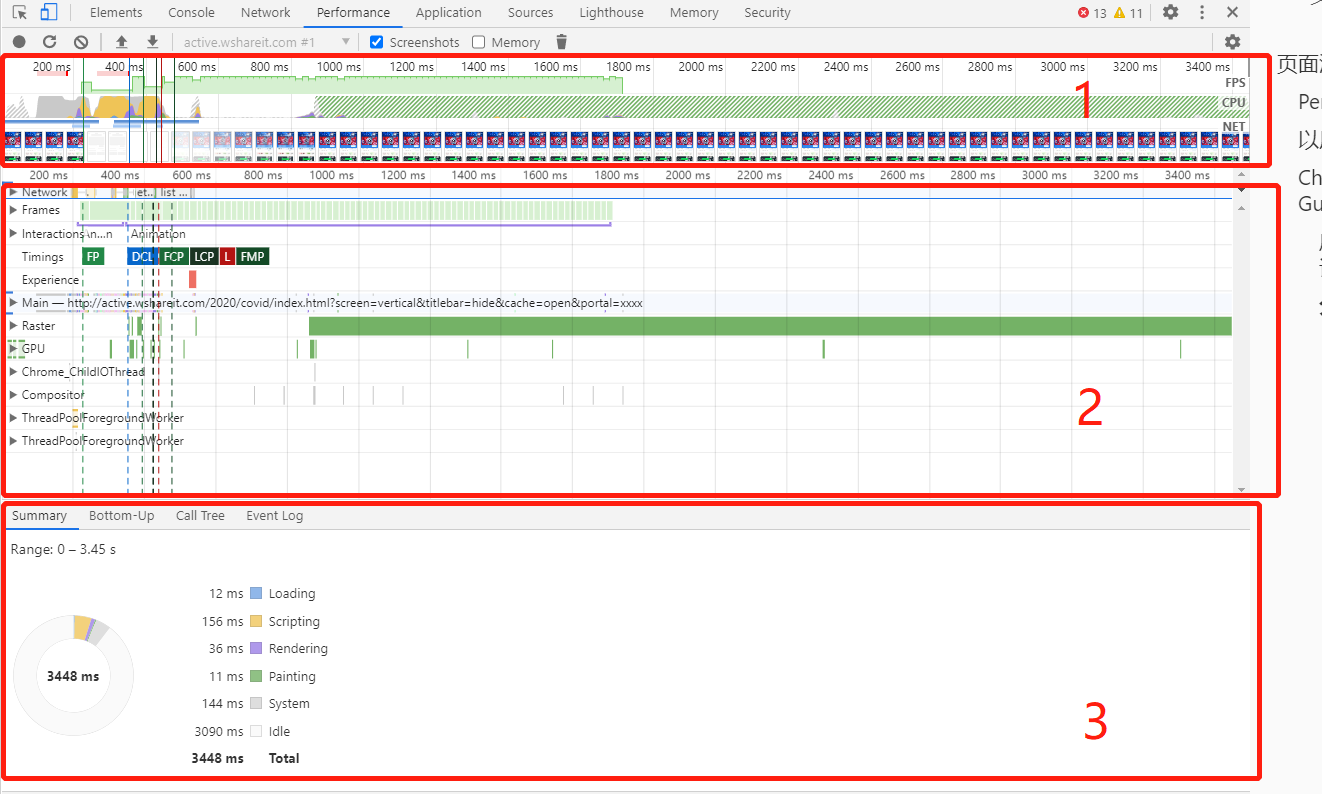 Elements Console Network Performance Application Sources Lighthouse Memory Security 13 11
active.wshareit.com #1 Screenshots Memory
200 ms 400 ms 600 ms 800 ms 1000 ms 1200 ms 1400 ms 1600 ms 1800 ms 2000 ms 2200 ms 2400 ms 2600 ms 2800 ms 3000 ms 3200 ms 3400 ms
FPS
CPU
NET
1
200 ms 400 ms 600 ms 800 ms 1000 ms 1200 ms 1400 ms 1600 ms 1800 ms 2000 ms 2200 ms 2400 ms 2600 ms 2800 ms 3000 ms 3200 ms 3400 ms
Network et... list ...
Frames
Interactions \n...n Animation
Timings FP DCL FCP LCP L FMP
Experience
Main — http://active.wshareit.com/2020/covid/index.html?screen=vertical&titlebar=hide&cache=open&portal=xxxx
Raster
GPU
Chrome_ChildIOThread
Compositor
ThreadPoolForegroundWorker
ThreadPoolForegroundWorker
2
Summary Bottom-Up Call Tree Event Log
Range: 0 – 3.45 s
12 ms Loading
156 ms Scripting
36 ms Rendering
11 ms Painting
144 ms System
3090 ms Idle
3448 ms Total
3448 ms
3
页面
Per
Ch
Gu